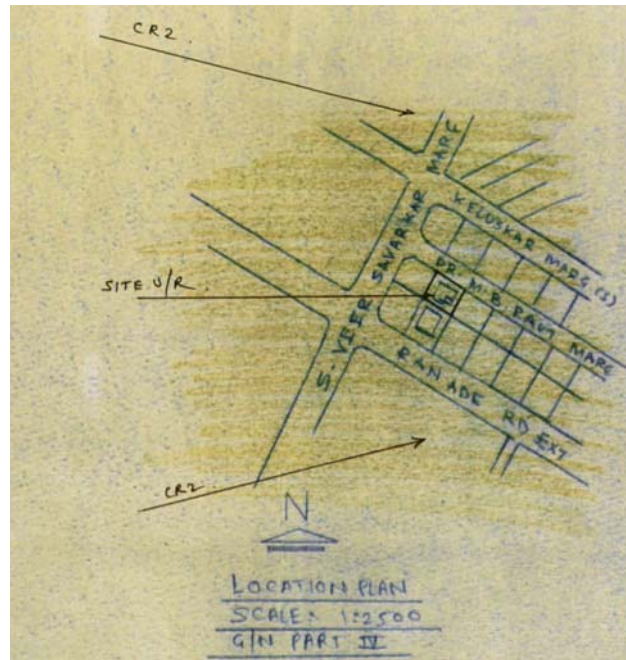 CR2.
S. VEER SAVARKAR MARF
KELUSKAR MARG (S)
DR. M.B. RAUT MARG
SITE U/R.
RANADE RD EXT
CR2
N
LOCATION PLAN
SCALE: 1:2500
G/N PART IV